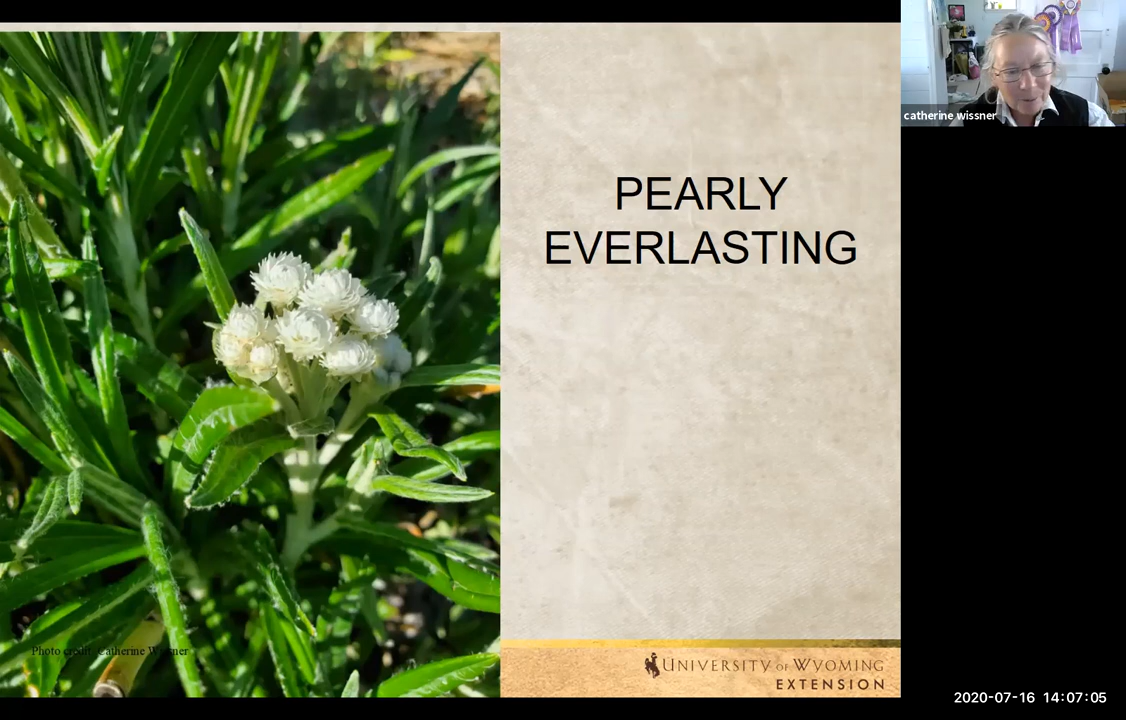 catherine wissner
PEARLY
EVERLASTING
Photo credit: Catherine Wissner
UNIVERSITY OF WYOMING
EXTENSION
2020-07-16 14:07:05